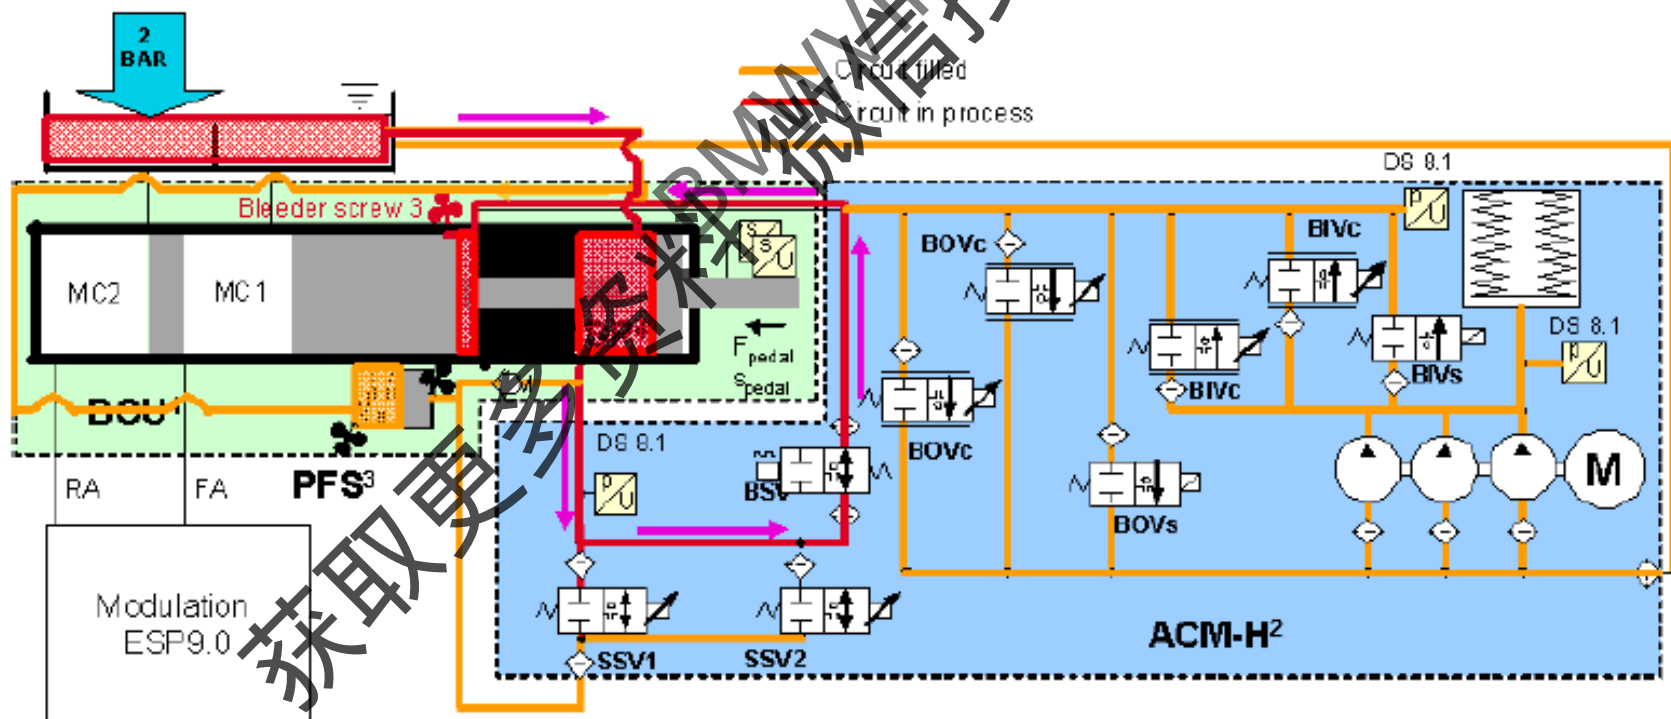 2
BAR
Circuit filled
Circuit in process
DS 8.1
Bleeder screw 3
BOVc
BIVc
MC2
MC1
S
S
U
P
U
F pedal
s pedal
BIVs
DS 8.1
P
U
BIVc
BCU¹
DS 8.1
P
U
BOVc
RA
FA
PFS³
BSV
BOVs
M
Modulation
ESP9.0
SSV1
SSV2
ACM-H²
获取更多资料 微信搜